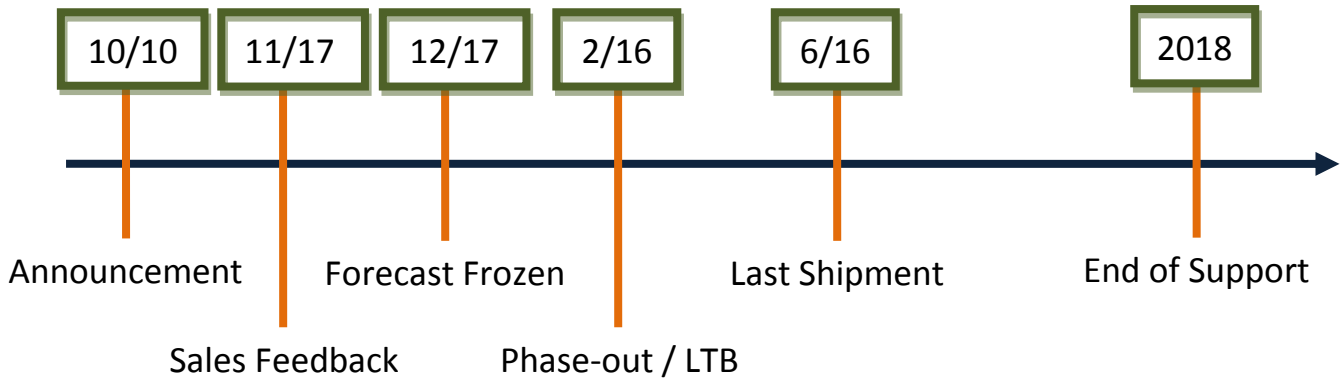 10/10
11/17
12/17
2/16
6/16
2018
Announcement
Forecast Frozen
Last Shipment
End of Support
Sales Feedback
Phase-out / LTB